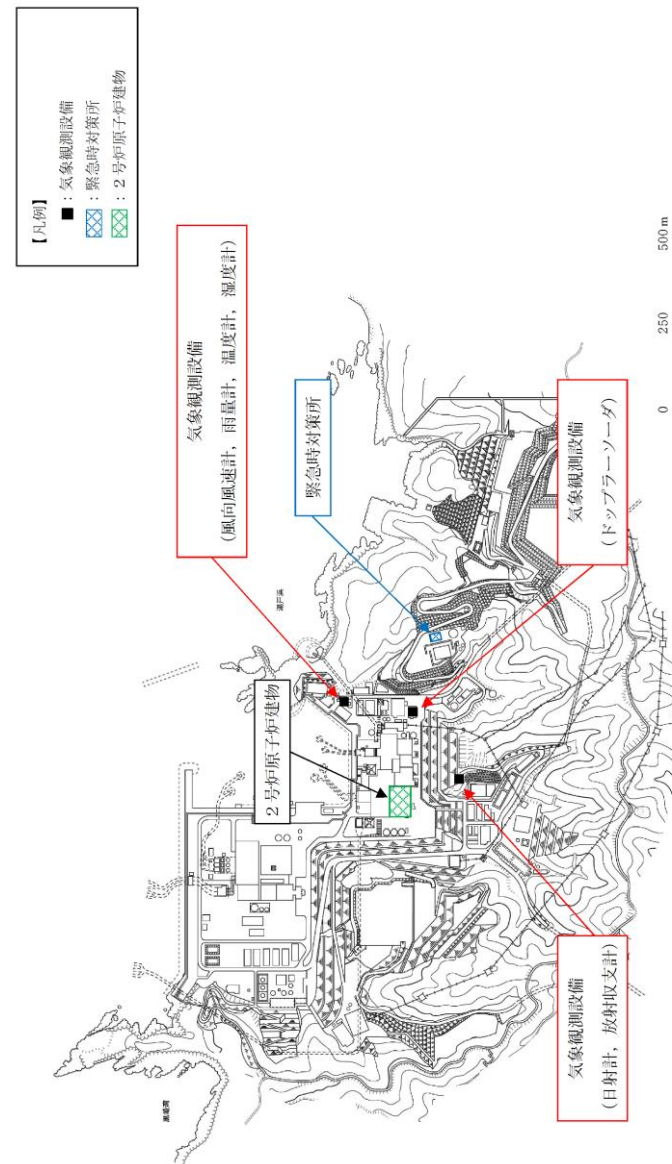 【凡例】
■ : 気象観測設備
: 緊急時対策所
: 2号炉原子炉建物
気象観測設備
(風向風速計, 雨量計, 温度計, 湿度計)
緊急時対策所
2号炉原子炉建物
気象観測設備
(ドップラーソーダ)
気象観測設備
(日射計, 放射収支計)
0 250 500m